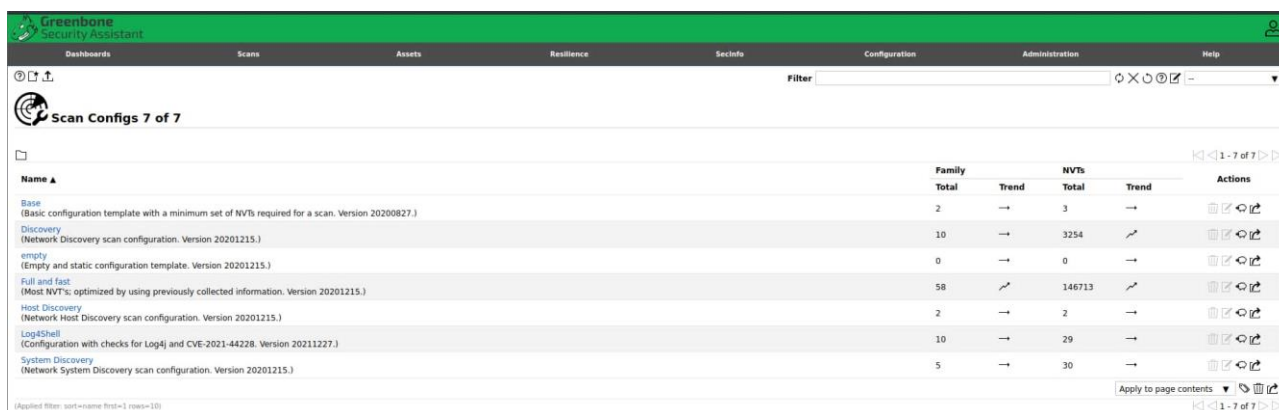 Greenbone
Security Assistant
Dashboards Scans Assets Resilience SecInfo Configuration Administration Help
Filter --
Scan Configs 7 of 7
1 - 7 of 7
Name ▲ Family NVTs Actions
Total Trend Total Trend
Base
(Basic configuration template with a minimum set of NVTs required for a scan. Version 20200827.) 2 3
Discovery
(Network Discovery scan configuration. Version 20201215.) 10 3254
empty
(Empty and static configuration template. Version 20201215.) 0 0
Full and fast
(Most NVT's; optimized by using previously collected information. Version 20201215.) 58 146713
Host Discovery
(Network Host Discovery scan configuration. Version 20201215.) 2 2
Log4Shell
(Configuration with checks for Log4j and CVE-2021-44228. Version 20211227.) 10 29
System Discovery
(Network System Discovery scan configuration. Version 20201215.) 5 30
Apply to page contents
(Applied filter: sort=name first=1 rows=10) 1 - 7 of 7